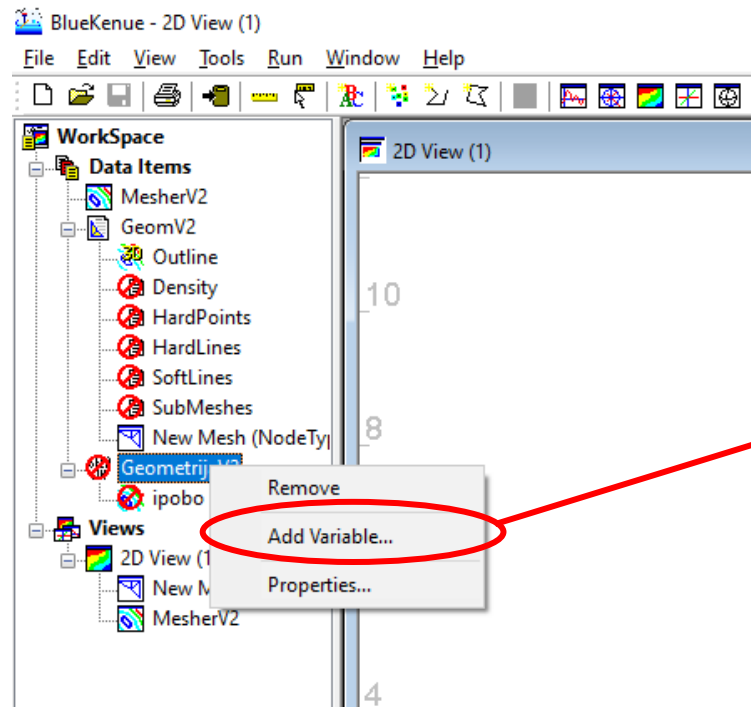 BlueKenue - 2D View (1)
File Edit View Tools Run Window Help
WorkSpace
Data Items
MesherV2
GeomV2
Outline
Density
HardPoints
HardLines
SoftLines
SubMeshes
New Mesh (NodeTy
ipobo
Views
2D View (1
New M
MesherV2
Remove
Add Variable...
Properties...
2D View (1)
10
8
4